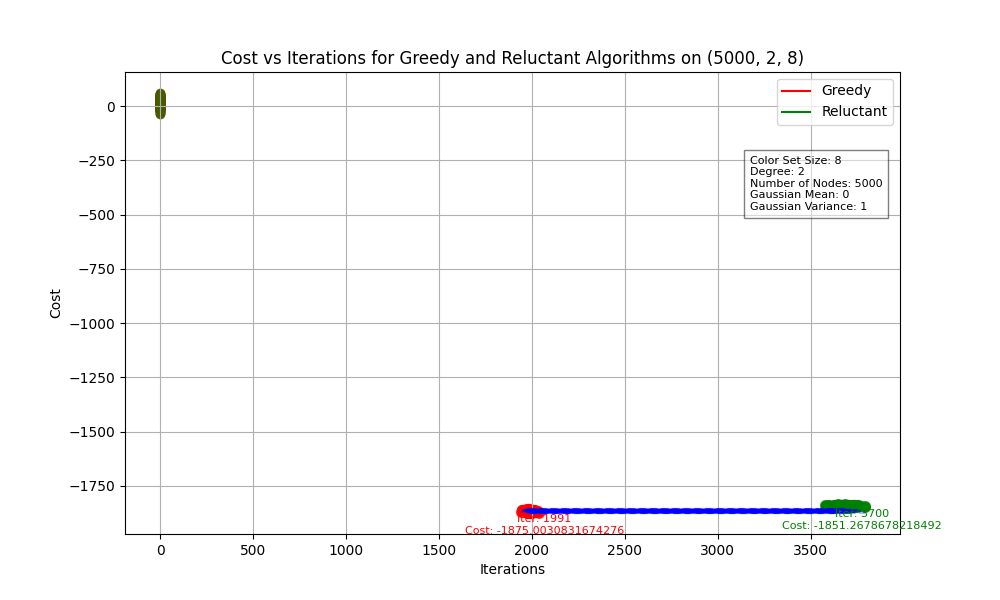 Cost vs Iterations for Greedy and Reluctant Algorithms on (5000, 2, 8)
Greedy
Reluctant
Color Set Size: 8
Degree: 2
Number of Nodes: 5000
Gaussian Mean: 0
Gaussian Variance: 1
Cost
0
−250
−500
−750
−1000
−1250
−1500
−1750
Iter: 1991
Cost: -1875.0030831674276
Iter: 3700
Cost: -1851.2678678218492
0
500
1000
1500
2000
2500
3000
3500
Iterations